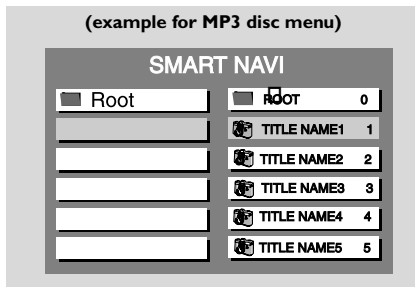 (example for MP3 disc menu)
SMART NAVI
Root
ROOT 0
TITLE NAME1 1
TITLE NAME2 2
TITLE NAME3 3
TITLE NAME4 4
TITLE NAME5 5